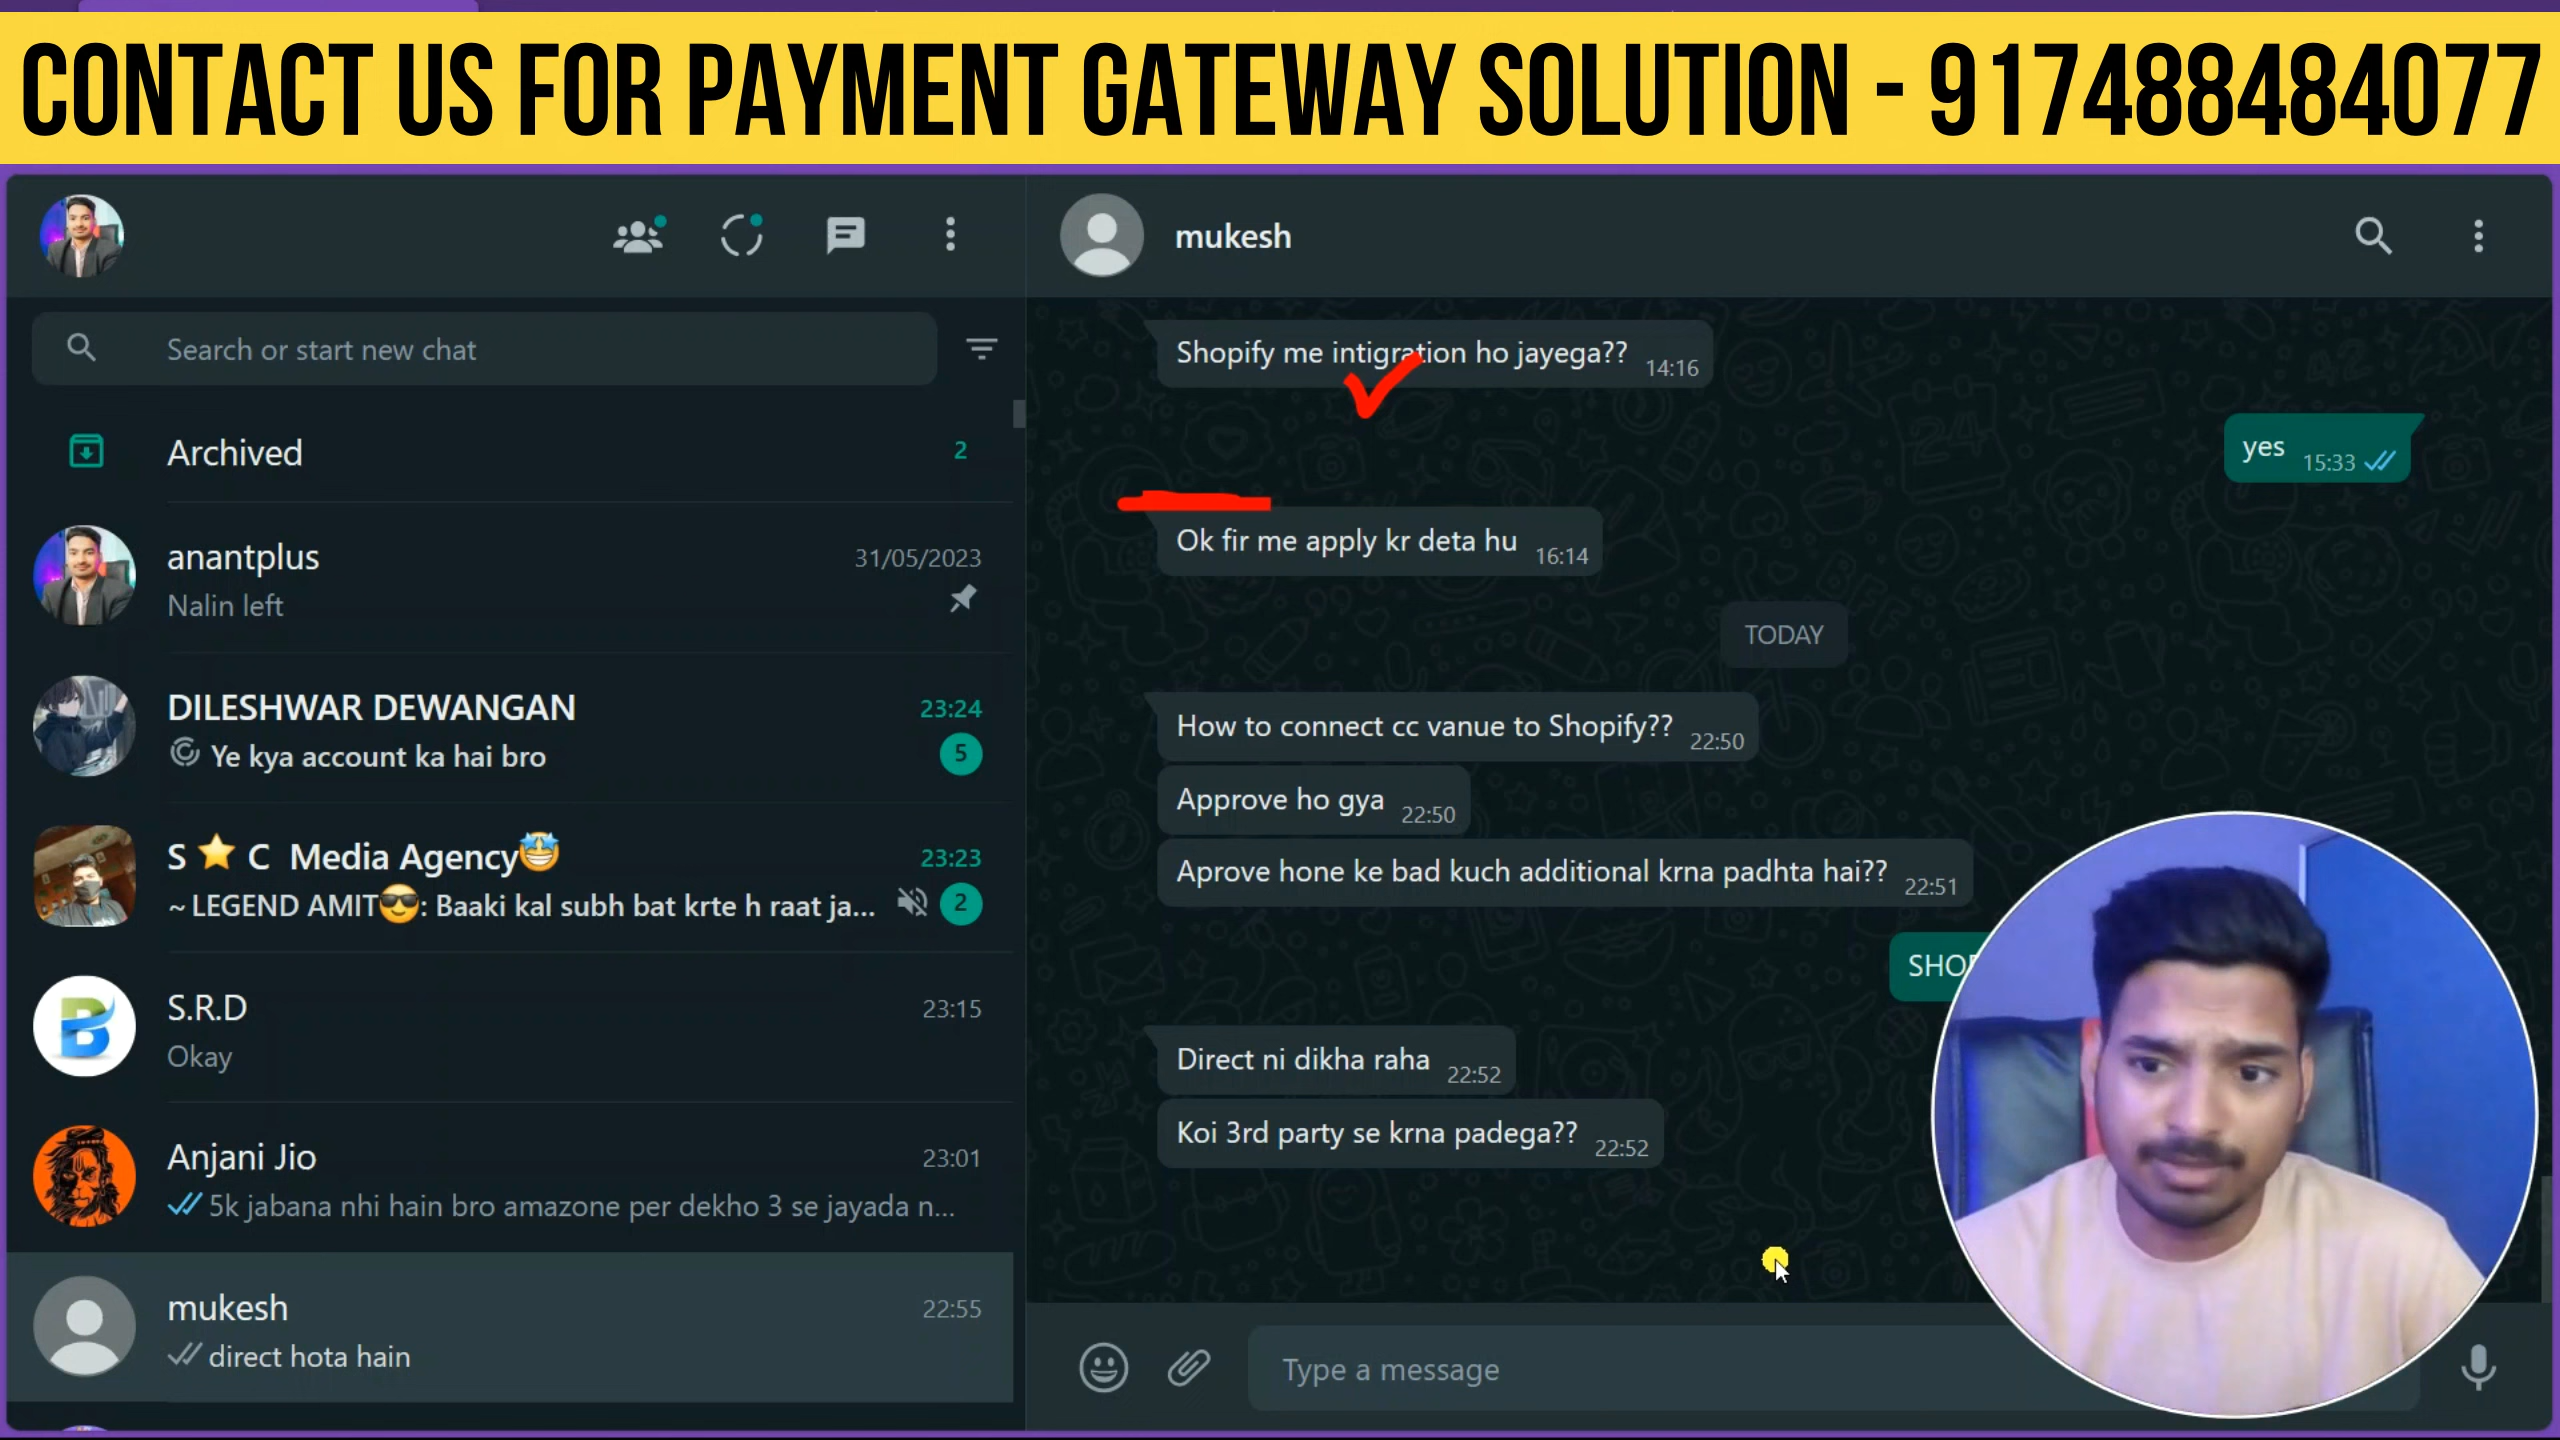 CONTACT US FOR PAYMENT GATEWAY SOLUTION - 917488484077
mukesh
Search or start new chat
Archived 2
anantplus 31/05/2023
Nalin left
DILESHWAR DEWANGAN 23:24
Ye kya account ka hai bro 5
S ⭐ C Media Agency🤩 23:23
~ LEGEND AMIT😎: Baaki kal subh bat krte h raat ja... 2
S.R.D 23:15
Okay
Anjani Jio 23:01
5k jabana nhi hain bro amazone per dekho 3 se jayada n...
mukesh 22:55
direct hota hain
Shopify me intigration ho jayega?? 14:16
yes 15:33
Ok fir me apply kr deta hu 16:14
TODAY
How to connect cc vanue to Shopify?? 22:50
Approve ho gya 22:50
Aprove hone ke bad kuch additional krna padhta hai?? 22:51
Direct ni dikha raha 22:52
Koi 3rd party se krna padega?? 22:52
Type a message